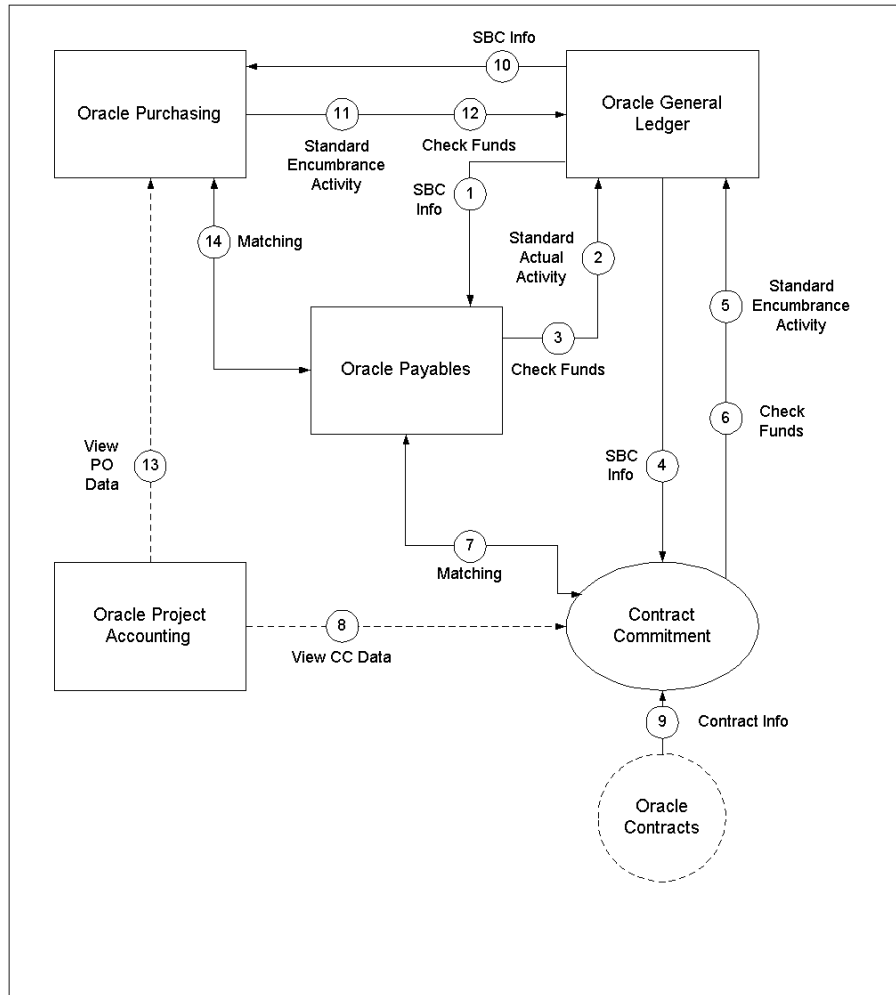 SBC Info
10
Oracle Purchasing
Oracle General
Ledger
11
12
Standard
Encumbrance
Activity
Check Funds
SBC
Info
1
14
Matching
Standard
Actual
Activity
2
Standard
Encumbrance
Activity
5
Oracle Payables
3
Check Funds
6
Check
Funds
View
PO
Data
13
SBC
Info
4
7
Matching
Oracle Project
Accounting
8
View CC Data
Contract
Commitment
9
Contract Info
Oracle
Contracts